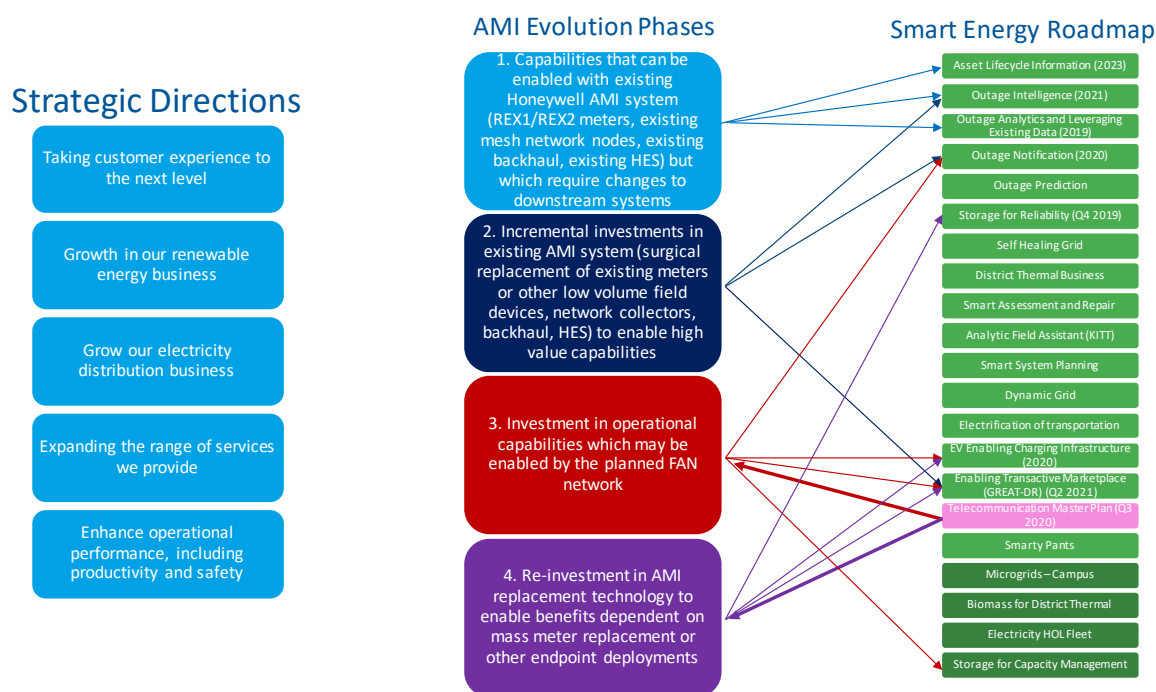 Strategic Directions
Taking customer experience to
the next level
Growth in our renewable
energy business
Grow our electricity
distribution business
Expanding the range of services
we provide
Enhance operational
performance, including
productivity and safety
AMI Evolution Phases
1. Capabilities that can be
enabled with existing
Honeywell AMI system
(REX1/REX2 meters, existing
mesh network nodes, existing
backhaul, existing HES) but
which require changes to
downstream systems
2. Incremental investments in
existing AMI system (surgical
replacement of existing meters
or other low volume field
devices, network collectors,
backhaul, HES) to enable high
value capabilities
3. Investment in operational
capabilities which may be
enabled by the planned FAN
network
4. Re-investment in AMI
replacement technology to
enable benefits dependent on
mass meter replacement or
other endpoint deployments
Smart Energy Roadmap
Asset Lifecycle Information (2023)
Outage Intelligence (2021)
Outage Analytics and Leveraging
Existing Data (2019)
Outage Notification (2020)
Outage Prediction
Storage for Reliability (Q4 2019)
Self Healing Grid
District Thermal Business
Smart Assessment and Repair
Analytic Field Assistant (KITT)
Smart System Planning
Dynamic Grid
Electrification of transportation
EV Enabling Charging Infrastructure
(2020)
Enabling Transactive Marketplace
(GREAT-DR) (Q2 2021)
Telecommunication Master Plan (Q3
2020)
Smarty Pants
Microgrids – Campus
Biomass for District Thermal
Electricity HOL Fleet
Storage for Capacity Management